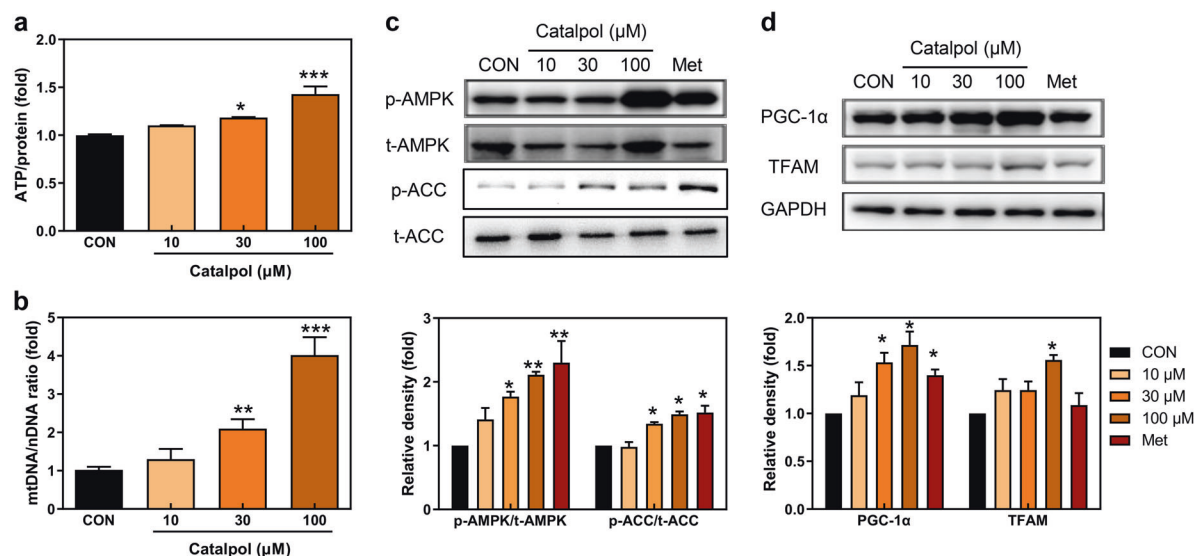 a
2.0
1.5
1.0
0.5
0.0
ATP/protein (fold)
*
***
CON 10 30 100
Catalpol (μM)
b
5
4
3
2
1
0
mtDNA/nDNA ratio (fold)
**
***
CON 10 30 100
Catalpol (μM)
c
Catalpol (μM)
CON 10 30 100 Met
p-AMPK
t-AMPK
p-ACC
t-ACC
3
2
1
0
Relative density (fold)
* ** **
* * *
p-AMPK/t-AMPK p-ACC/t-ACC
d
Catalpol (μM)
CON 10 30 100 Met
PGC-1α
TFAM
GAPDH
2.0
1.5
1.0
0.5
0.0
Relative density (fold)
* * *
*
PGC-1α TFAM
CON
10 μM
30 μM
100 μM
Met